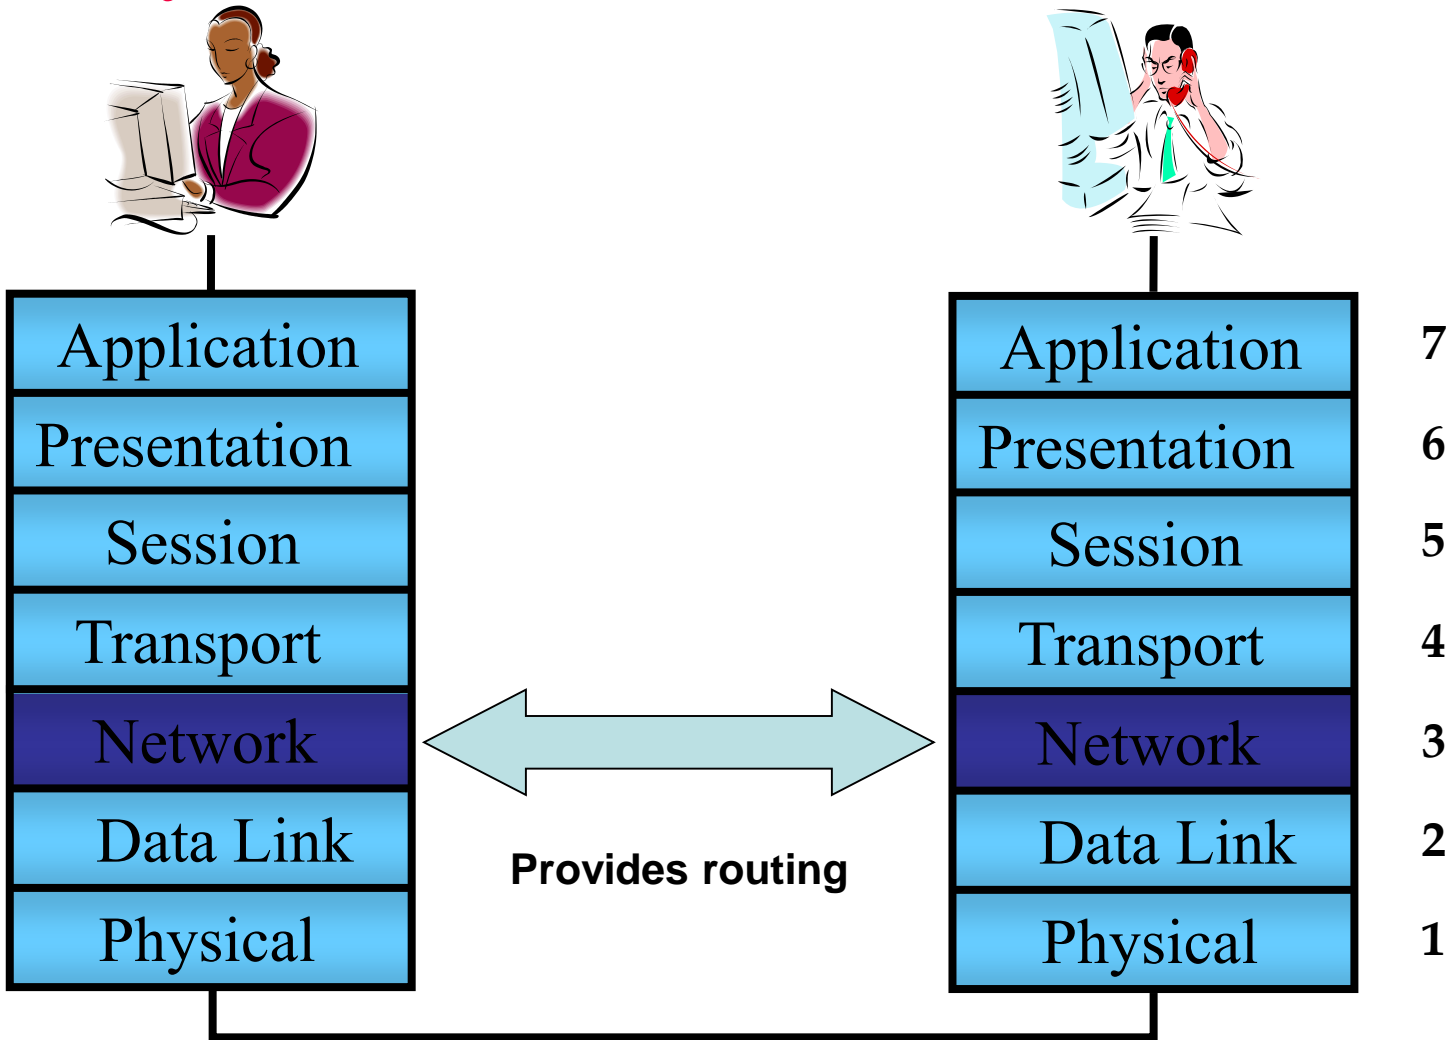 Application
Presentation
Session
Transport
Network
Data Link
Physical
Provides routing
Application 7
Presentation 6
Session 5
Transport 4
Network 3
Data Link 2
Physical 1